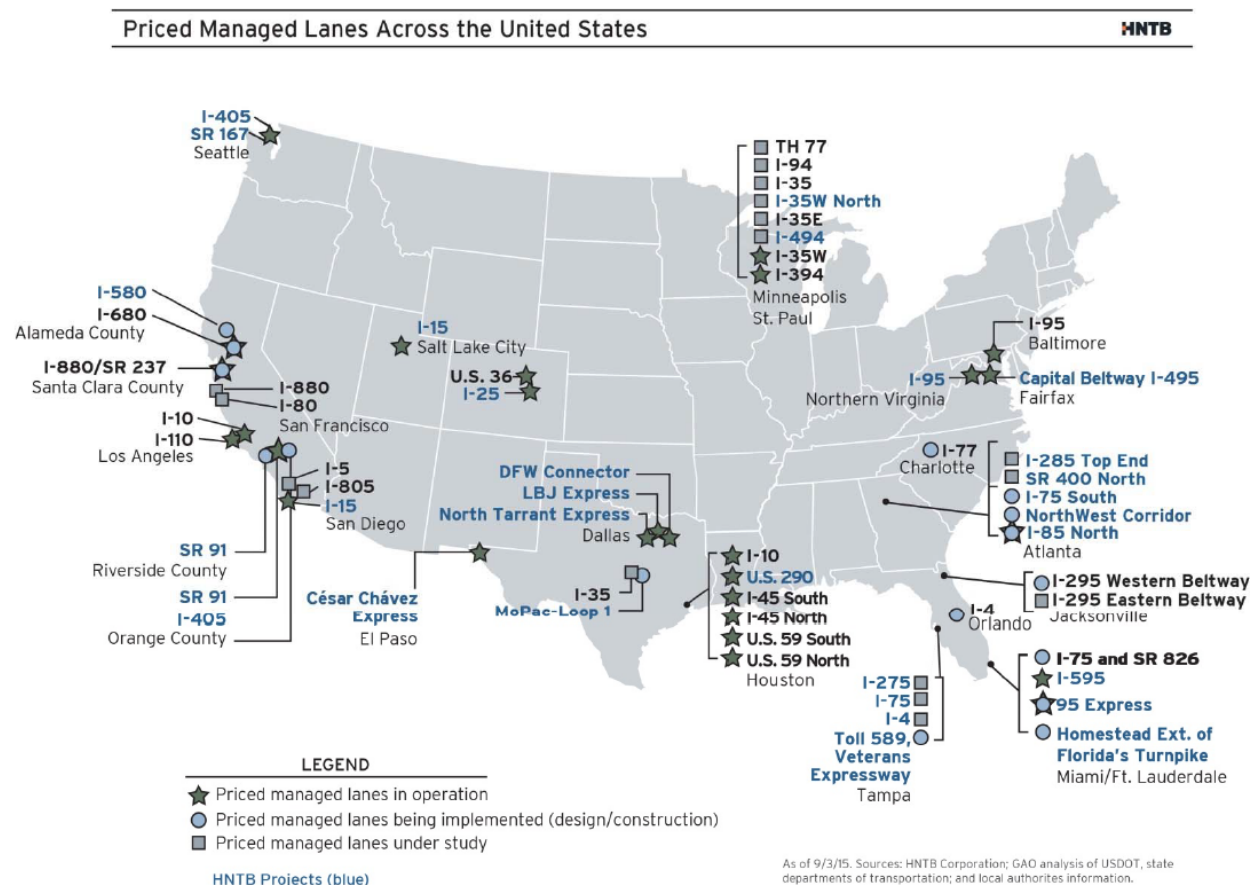 Priced Managed Lanes Across the United States
HNTB
I-405
SR 167
Seattle
TH 77
I-94
I-35
I-35W North
I-35E
I-494
I-35W
I-394
Minneapolis
St. Paul
I-580
I-680
Alameda County
I-880/SR 237
Santa Clara County
I-880
I-80
San Francisco
I-10
I-110
Los Angeles
I-5
I-805
I-15
San Diego
SR 91
Riverside County
SR 91
I-405
Orange County
I-15
Salt Lake City
U.S. 36
I-25
DFW Connector
LBJ Express
North Tarrant Express
Dallas
César Chávez
Express
El Paso
I-35
MoPac-Loop 1
I-10
U.S. 290
I-45 South
I-45 North
U.S. 59 South
U.S. 59 North
Houston
I-95
Baltimore
I-95
Northern Virginia
Capital Beltway I-495
Fairfax
I-77
Charlotte
I-285 Top End
SR 400 North
I-75 South
NorthWest Corridor
I-85 North
Atlanta
I-295 Western Beltway
I-295 Eastern Beltway
Jacksonville
I-4
Orlando
I-275
I-75
I-4
Toll 589,
Veterans
Expressway
Tampa
I-75 and SR 826
I-595
95 Express
Homestead Ext. of
Florida's Turnpike
Miami/Ft. Lauderdale
LEGEND
Priced managed lanes in operation
Priced managed lanes being implemented (design/construction)
Priced managed lanes under study
HNTB Projects (blue)
As of 9/3/15. Sources: HNTB Corporation; GAO analysis of USDOT, state
departments of transportation; and local authorites information.